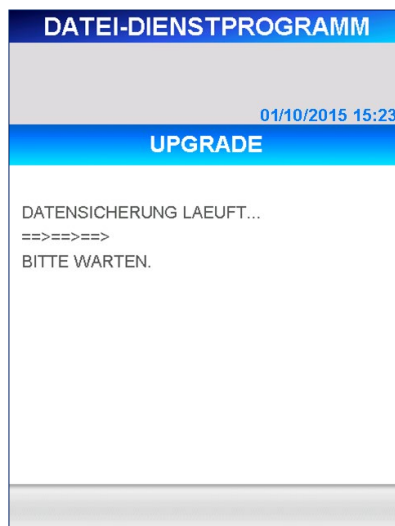 DATEI-DIENSTPROGRAMM
01/10/2015 15:23
UPGRADE
DATENSICHERUNG LAEUFT...
==>==>==>
BITTE WARTEN.